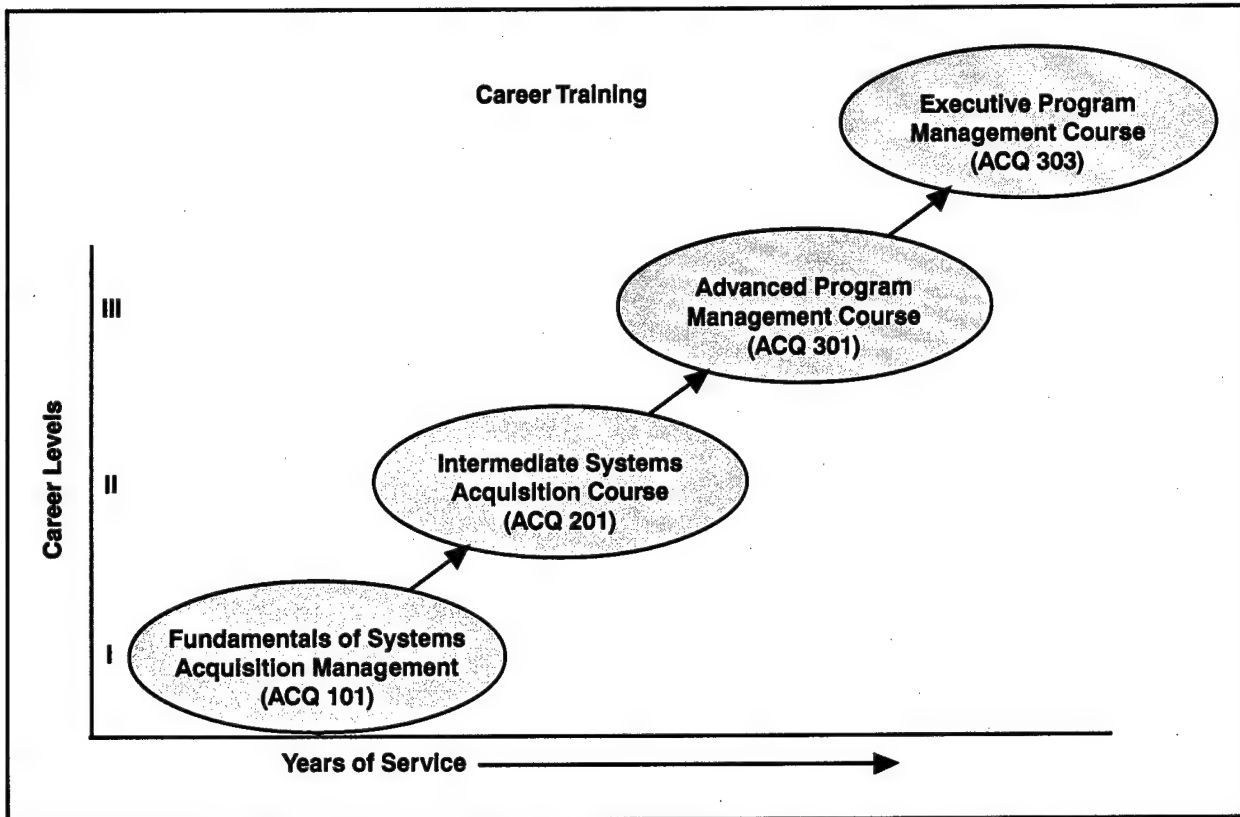 Career Training
Executive Program
Management Course
(ACQ 303)
III
Advanced Program
Management Course
(ACQ 301)
Career Levels
II
Intermediate Systems
Acquisition Course
(ACQ 201)
I
Fundamentals of Systems
Acquisition Management
(ACQ 101)
Years of Service